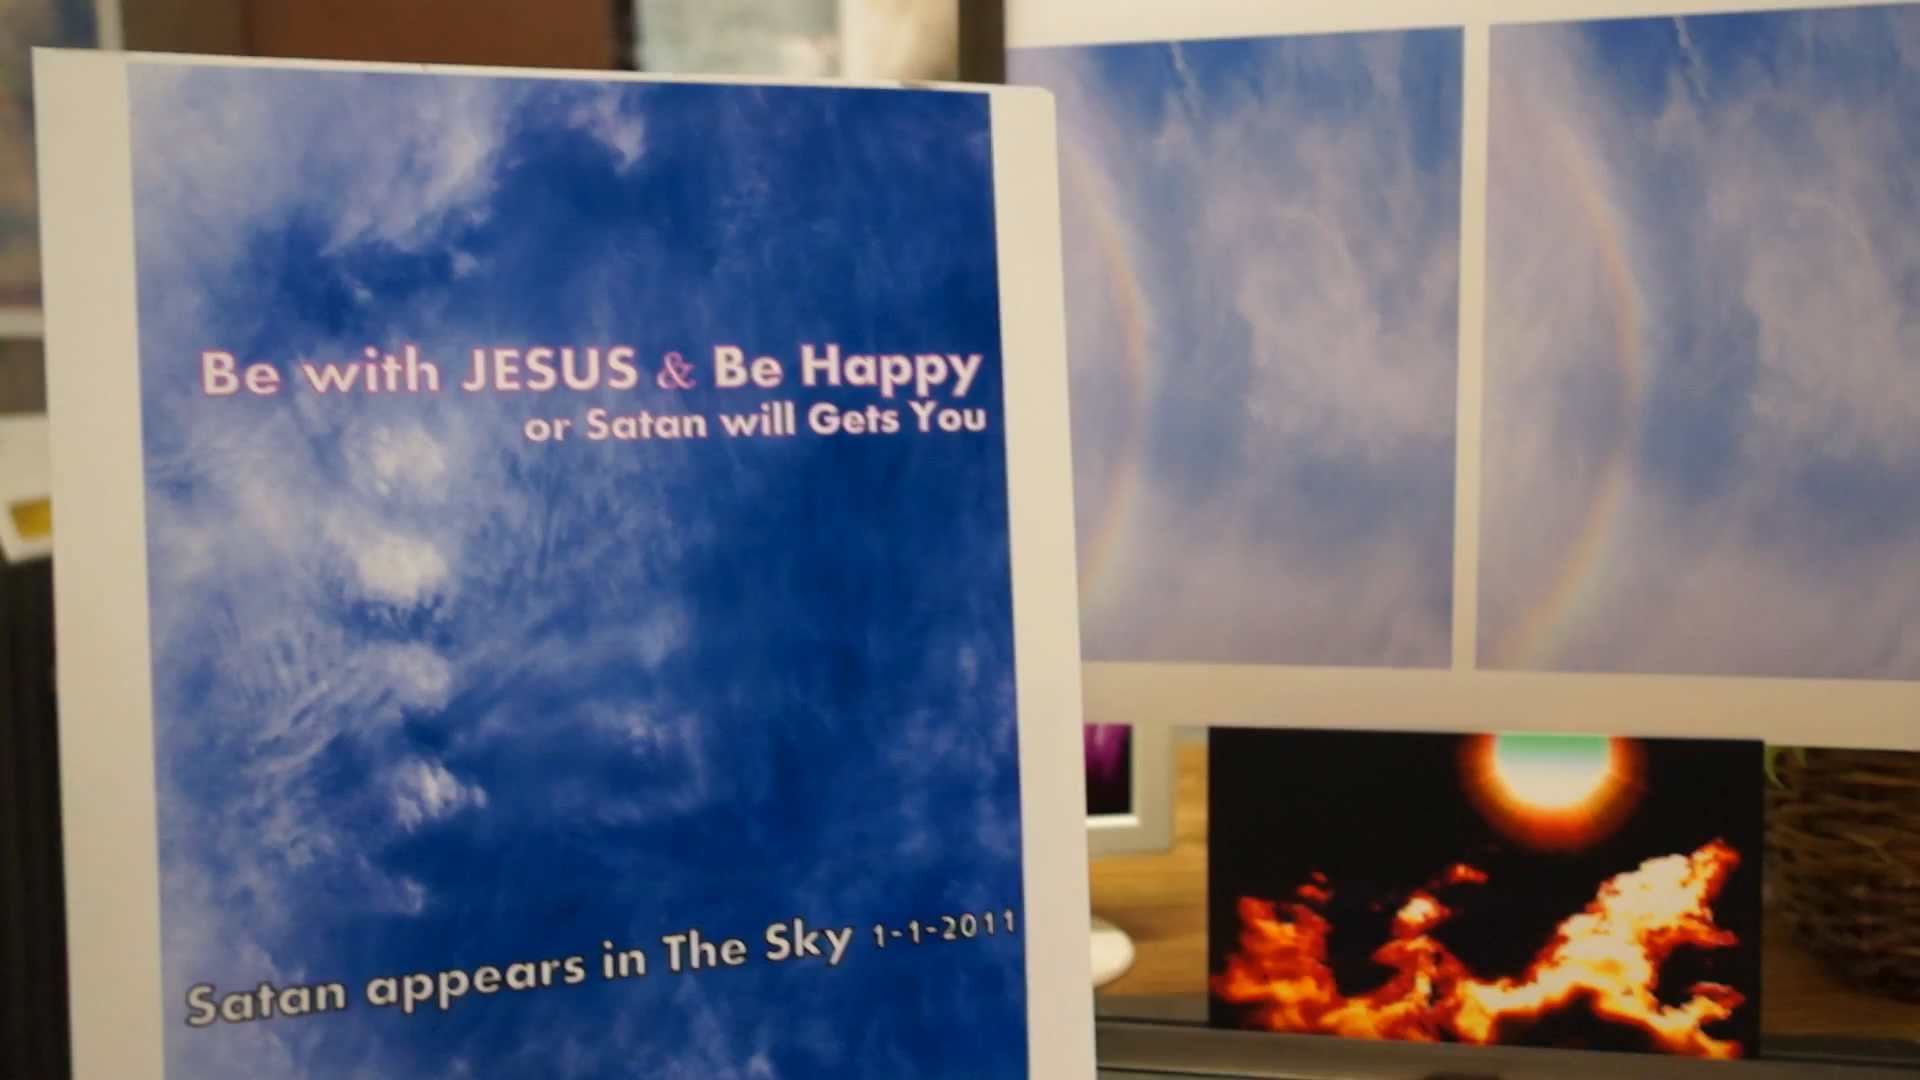 Be with JESUS & Be Happy
or Satan will Gets You
Satan appears in The Sky 1-1-2011